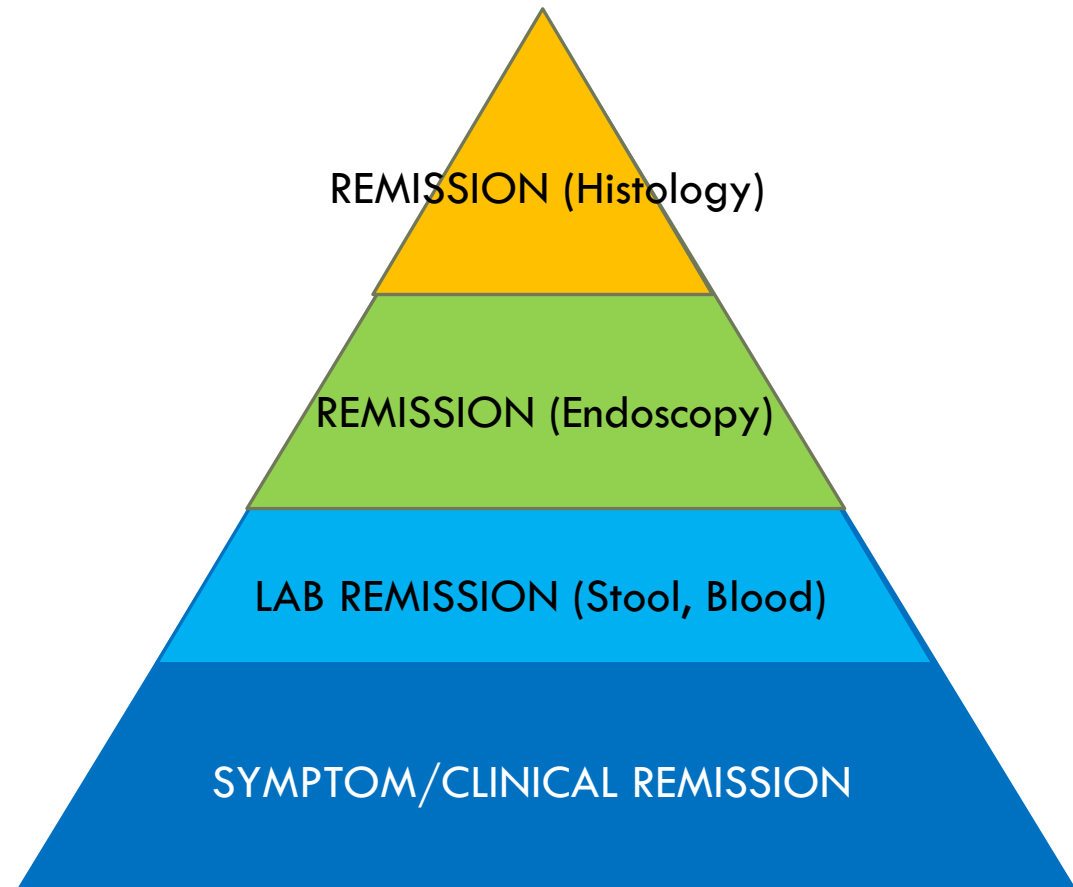 REMISSION (Histology)
REMISSION (Endoscopy)
LAB REMISSION (Stool, Blood)
SYMPTOM/CLINICAL REMISSION